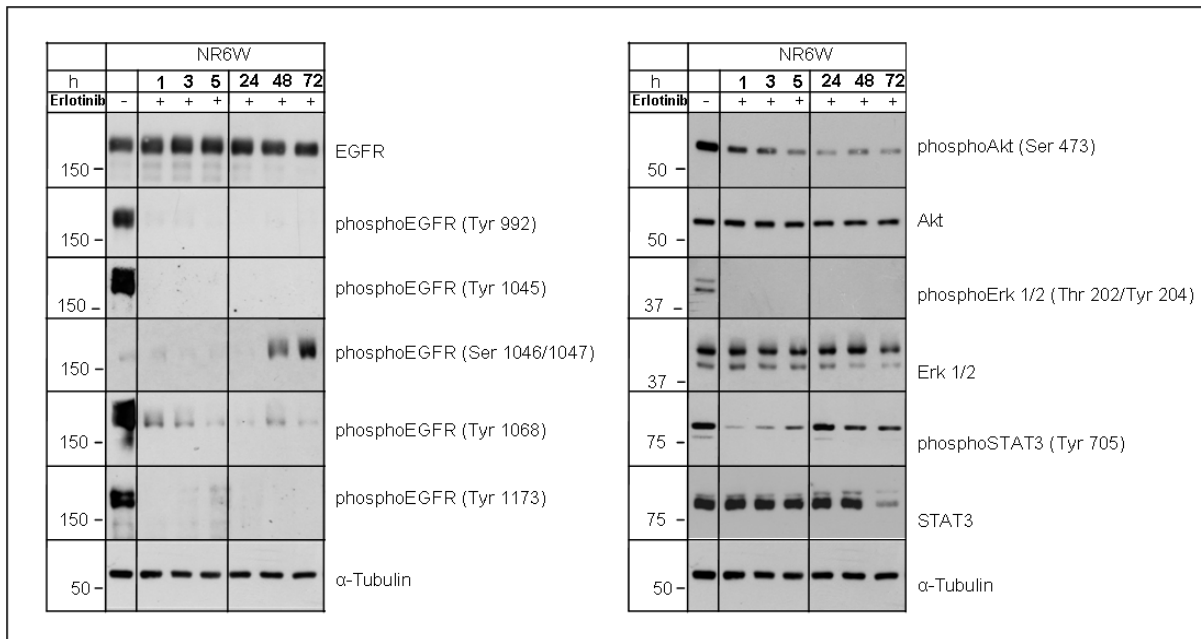 NR6W
h 1 3 5 24 48 72
Erlotinib - + + + + + +
150 - EGFR
150 - phosphoEGFR (Tyr 992)
150 - phosphoEGFR (Tyr 1045)
150 - phosphoEGFR (Ser 1046/1047)
150 - phosphoEGFR (Tyr 1068)
150 - phosphoEGFR (Tyr 1173)
50 - α-Tubulin
NR6W
h 1 3 5 24 48 72
Erlotinib - + + + + + +
50 - phosphoAkt (Ser 473)
50 - Akt
37 - phosphoErk 1/2 (Thr 202/Tyr 204)
37 - Erk 1/2
75 - phosphoSTAT3 (Tyr 705)
75 - STAT3
50 - α-Tubulin